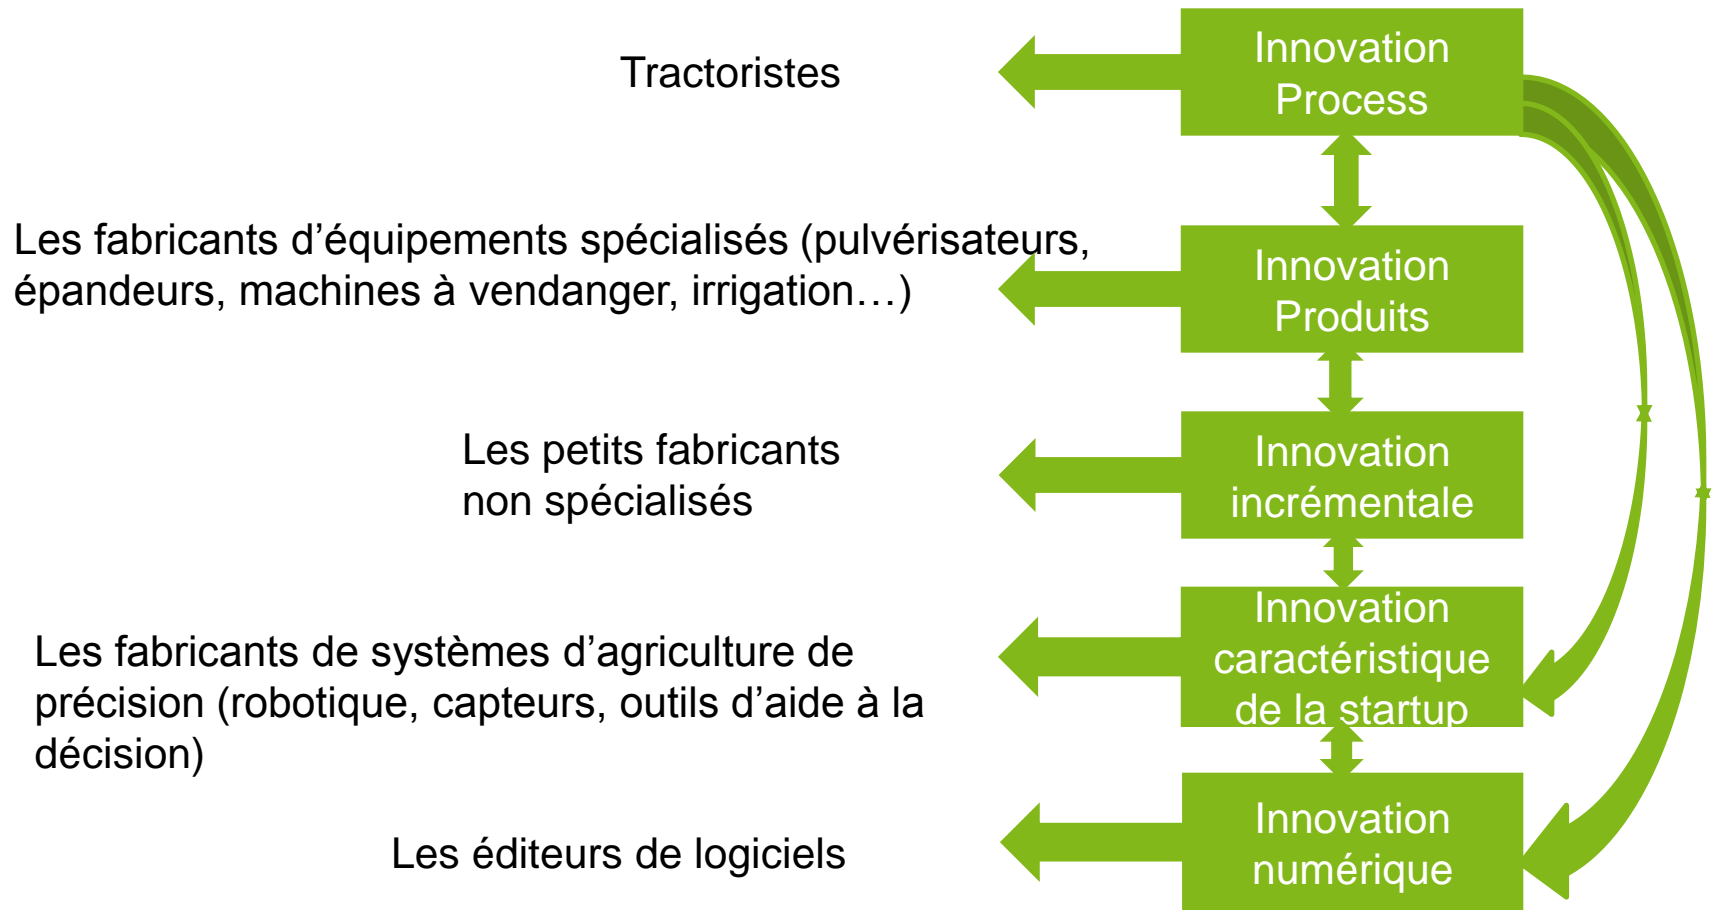 Tractoristes
Innovation
Process
Les fabricants d’équipements spécialisés (pulvérisateurs,
épandeurs, machines à vendanger, irrigation…)
Innovation
Produits
Les petits fabricants
non spécialisés
Innovation
incrémentale
Les fabricants de systèmes d’agriculture de
précision (robotique, capteurs, outils d’aide à la
décision)
Innovation
caractéristique
de la startup
Les éditeurs de logiciels
Innovation
numérique